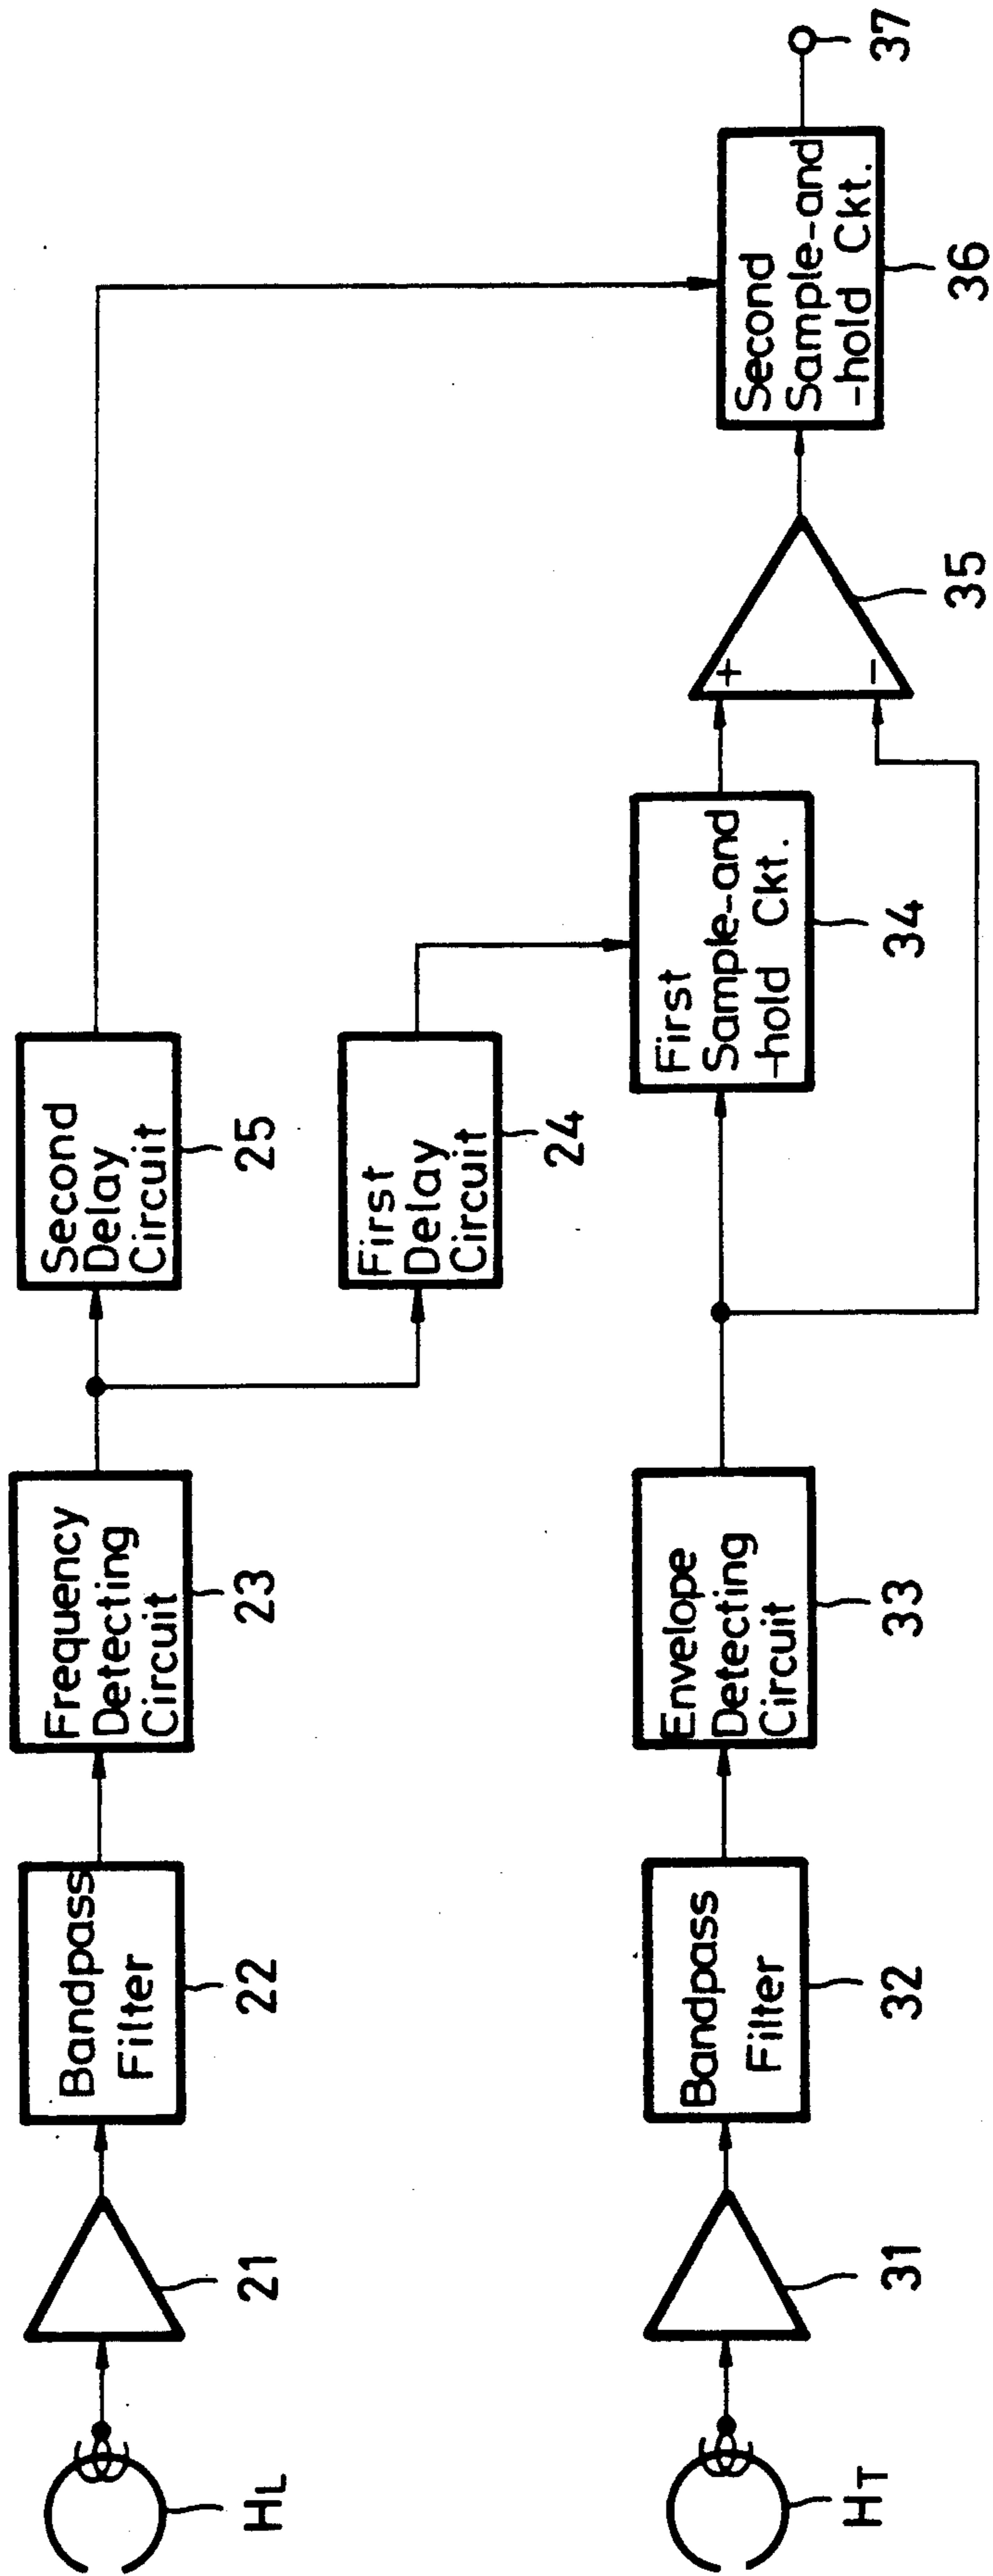 HL
21
Bandpass
Filter
22
Frequency
Detecting
Circuit
23
Second
Delay
Circuit
25
First
Delay
Circuit
24
HT
31
Bandpass
Filter
32
Envelope
Detecting
Circuit
33
First
Sample-and
-hold Ckt.
34
+
−
35
Second
Sample-and
-hold Ckt.
36
37